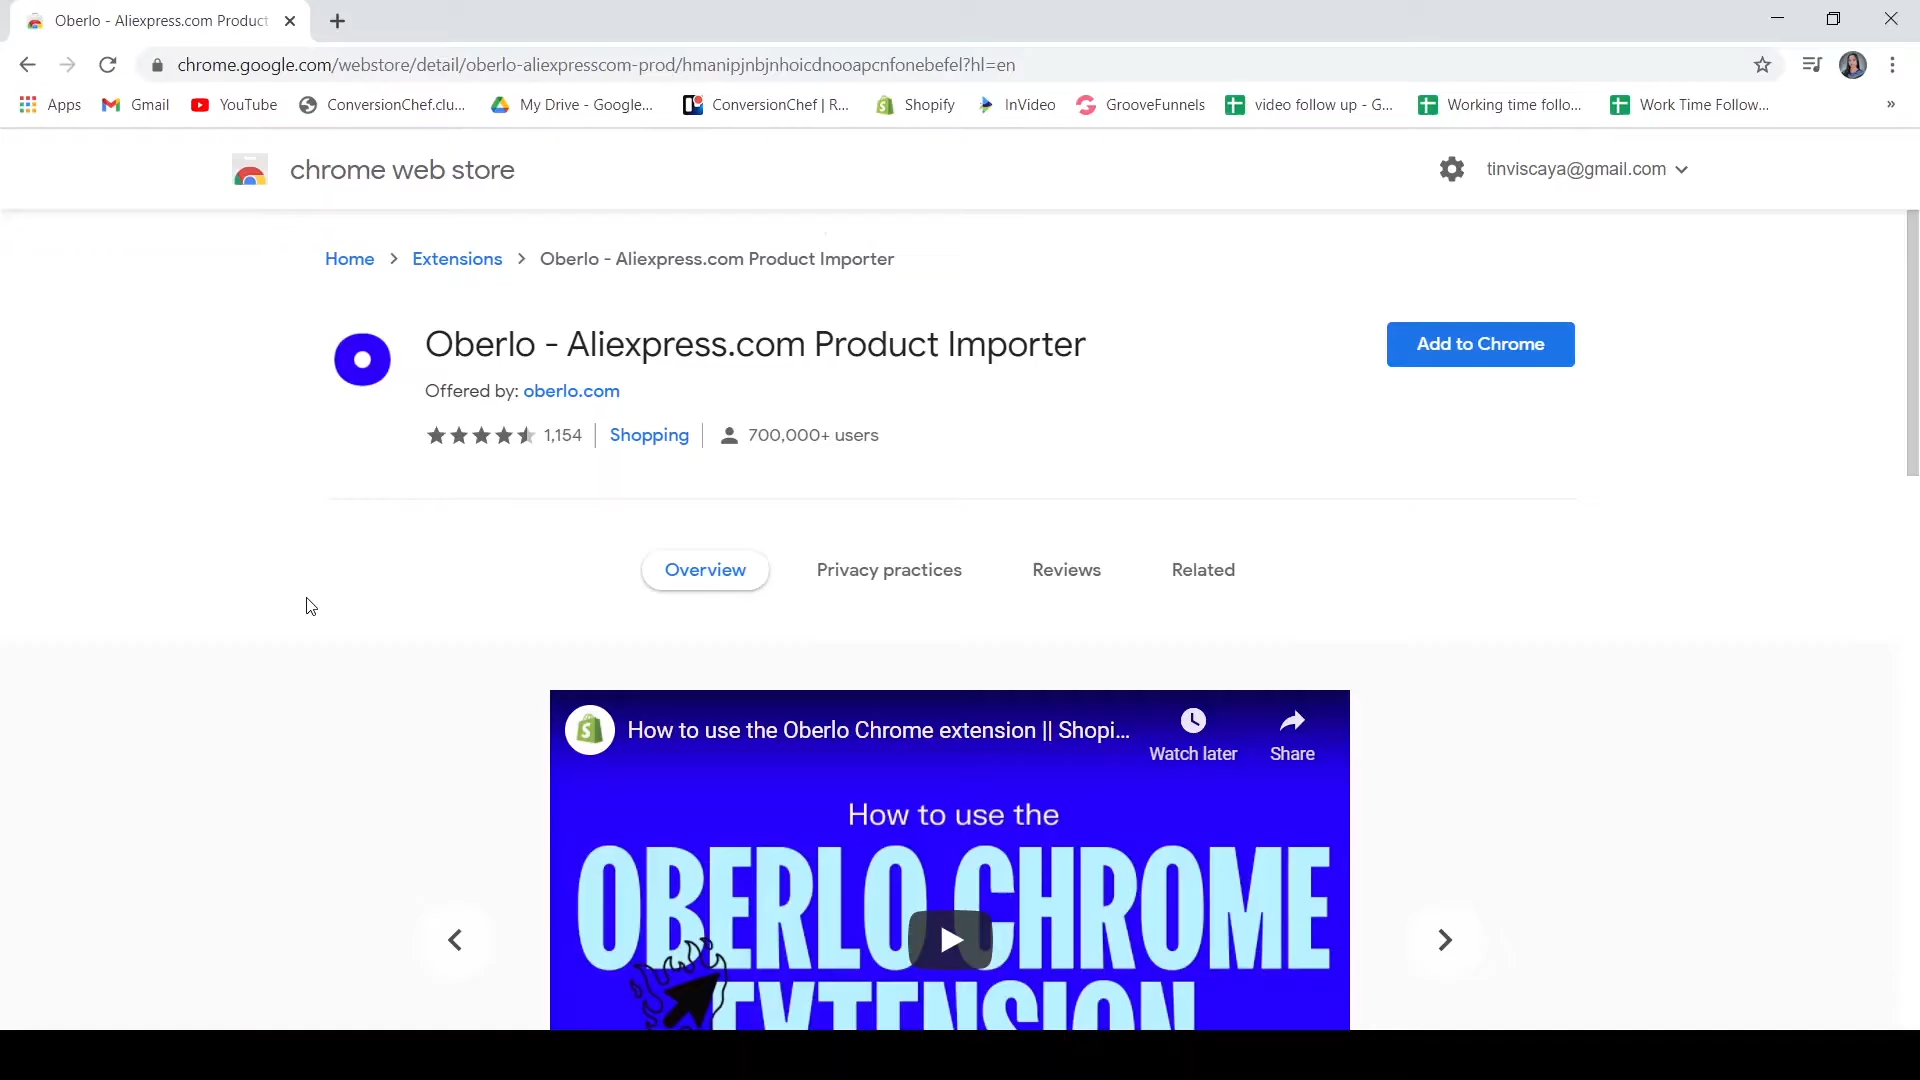 Oberlo - Aliexpress.com Product
chrome.google.com/webstore/detail/oberlo-aliexpresscom-prod/hmanipjnbjnhoicdnooapcnfonebefel?hl=en
Apps Gmail YouTube ConversionChef.clu... My Drive - Google... ConversionChef | R... Shopify InVideo GrooveFunnels video follow up - G... Working time follo... Work Time Follow... »
chrome web store
tinviscaya@gmail.com
Home > Extensions > Oberlo - Aliexpress.com Product Importer
Oberlo - Aliexpress.com Product Importer
Add to Chrome
Offered by: oberlo.com
1,154 Shopping 700,000+ users
Overview Privacy practices Reviews Related
How to use the Oberlo Chrome extension || Shopi...
Watch later Share
How to use the
OBERLO CHROME
EXTENSION